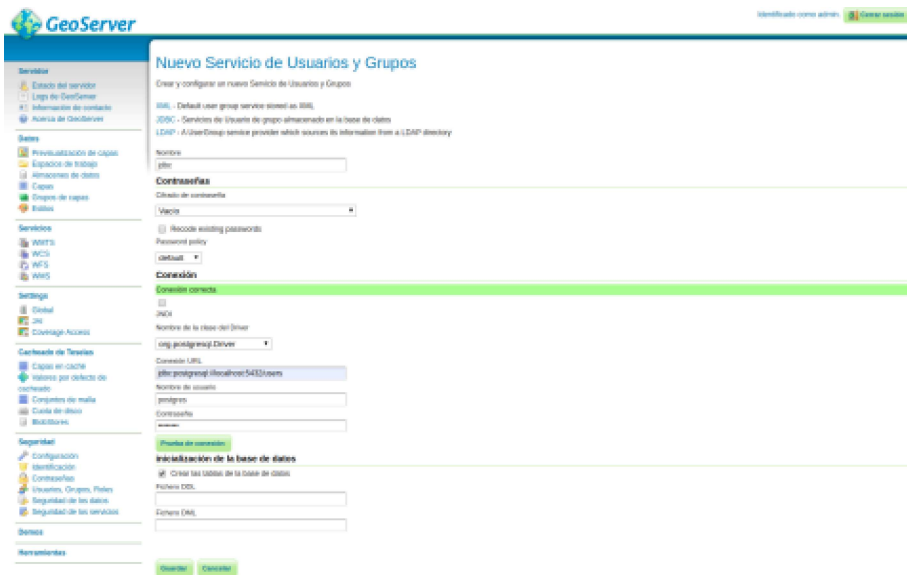 GeoServer
Identificado como admin.
Cerrar sesión
Servidor
Estado del servidor
Logs de GeoServer
Información de contacto
Acerca de GeoServer
Datos
Previsualización de capas
Espacios de trabajo
Almacenes de datos
Capas
Grupos de capas
Estilos
Servicios
WMTS
WCS
WFS
WMS
Settings
Global
JAI
Coverage Access
Cacheado de Teselas
Capas en caché
Valores por defecto de
cacheado
Conjuntos de malla
Cuota de disco
BlobStores
Seguridad
Configuración
Identificación
Contraseñas
Usuarios, Grupos, Roles
Seguridad de los datos
Seguridad de los servicios
Demos
Herramientas
Nuevo Servicio de Usuarios y Grupos
Crear y configurar un nuevo Servicio de Usuarios y Grupos
XML - Default user group service stored as XML
JDBC - Servicios de Usuario de grupo almacenado en la base de datos
LDAP - A UserGroup service provider which sources its information from a LDAP directory
Nombre
jdbc
Contraseñas
Cifrado de contraseña
Vacío
Recode existing passwords
Password policy
default
Conexión
Conexión correcta
JNDI
Nombre de la clase del Driver
org.postgresql.Driver
Conexión URL
jdbc:postgresql://localhost:5432/users
Nombre de usuario
postgres
Contraseña
Prueba de conexión
Inicialización de la base de datos
Crear las tablas de la base de datos
Fichero DDL
Fichero DML
Guardar
Cancelar